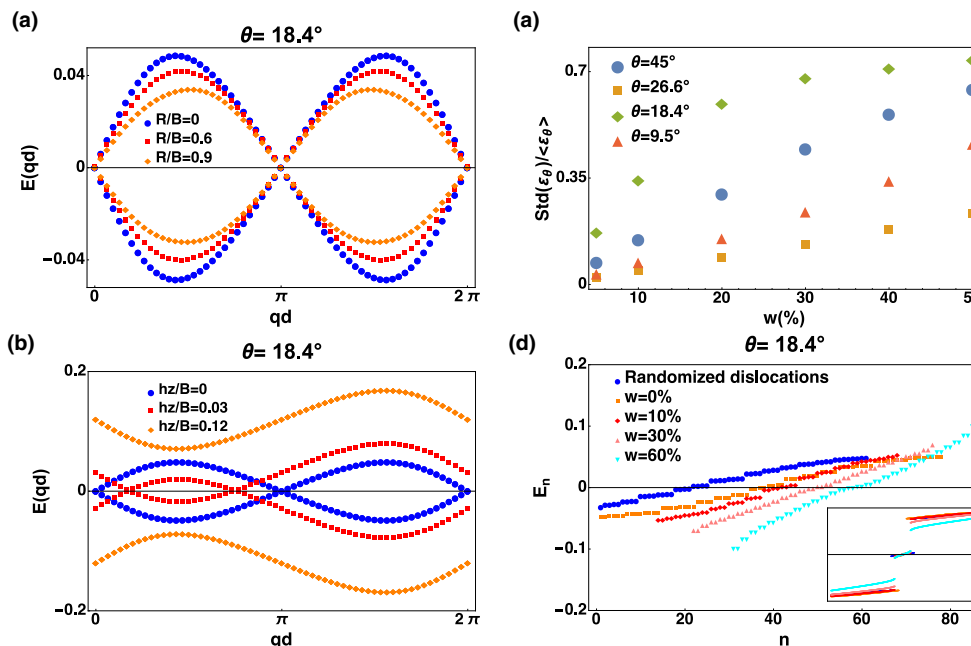 (a)
θ= 18.4°
E(qd)
0.04
0
−0.04
R/B=0
R/B=0.6
R/B=0.9
0
π
2 π
qd
(a)
Std(ε_θ)/<ε_θ>
0.7
0.35
0
θ=45°
θ=26.6°
θ=18.4°
θ=9.5°
10
20
30
40
w(%)
(b)
θ= 18.4°
E(qd)
0.2
0
−0.2
hz/B=0
hz/B=0.03
hz/B=0.12
0
π
2 π
qd
(d)
θ= 18.4°
E_n
0.2
0.1
0
−0.1
−0.2
Randomized dislocations
w=0%
w=10%
w=30%
w=60%
0
20
40
60
80
n